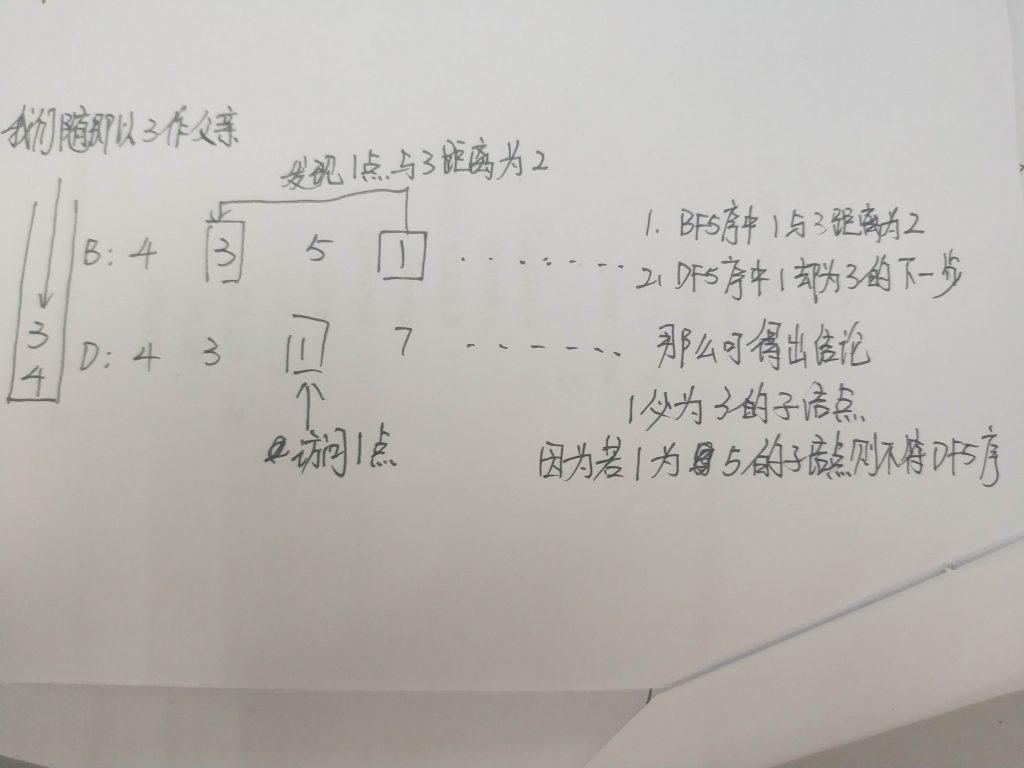 我们随即以3作父亲
发现1点与3距离为2
B: 4 3 5 1 ........
D: 4 3 1 7 .......
3
4
访问1点
1. BFS序中1与3距离为2
2. DFS序中1却为3的下一步
那么可得出结论
1必为3的子结点
因为若1为5的子结点则不符DFS序